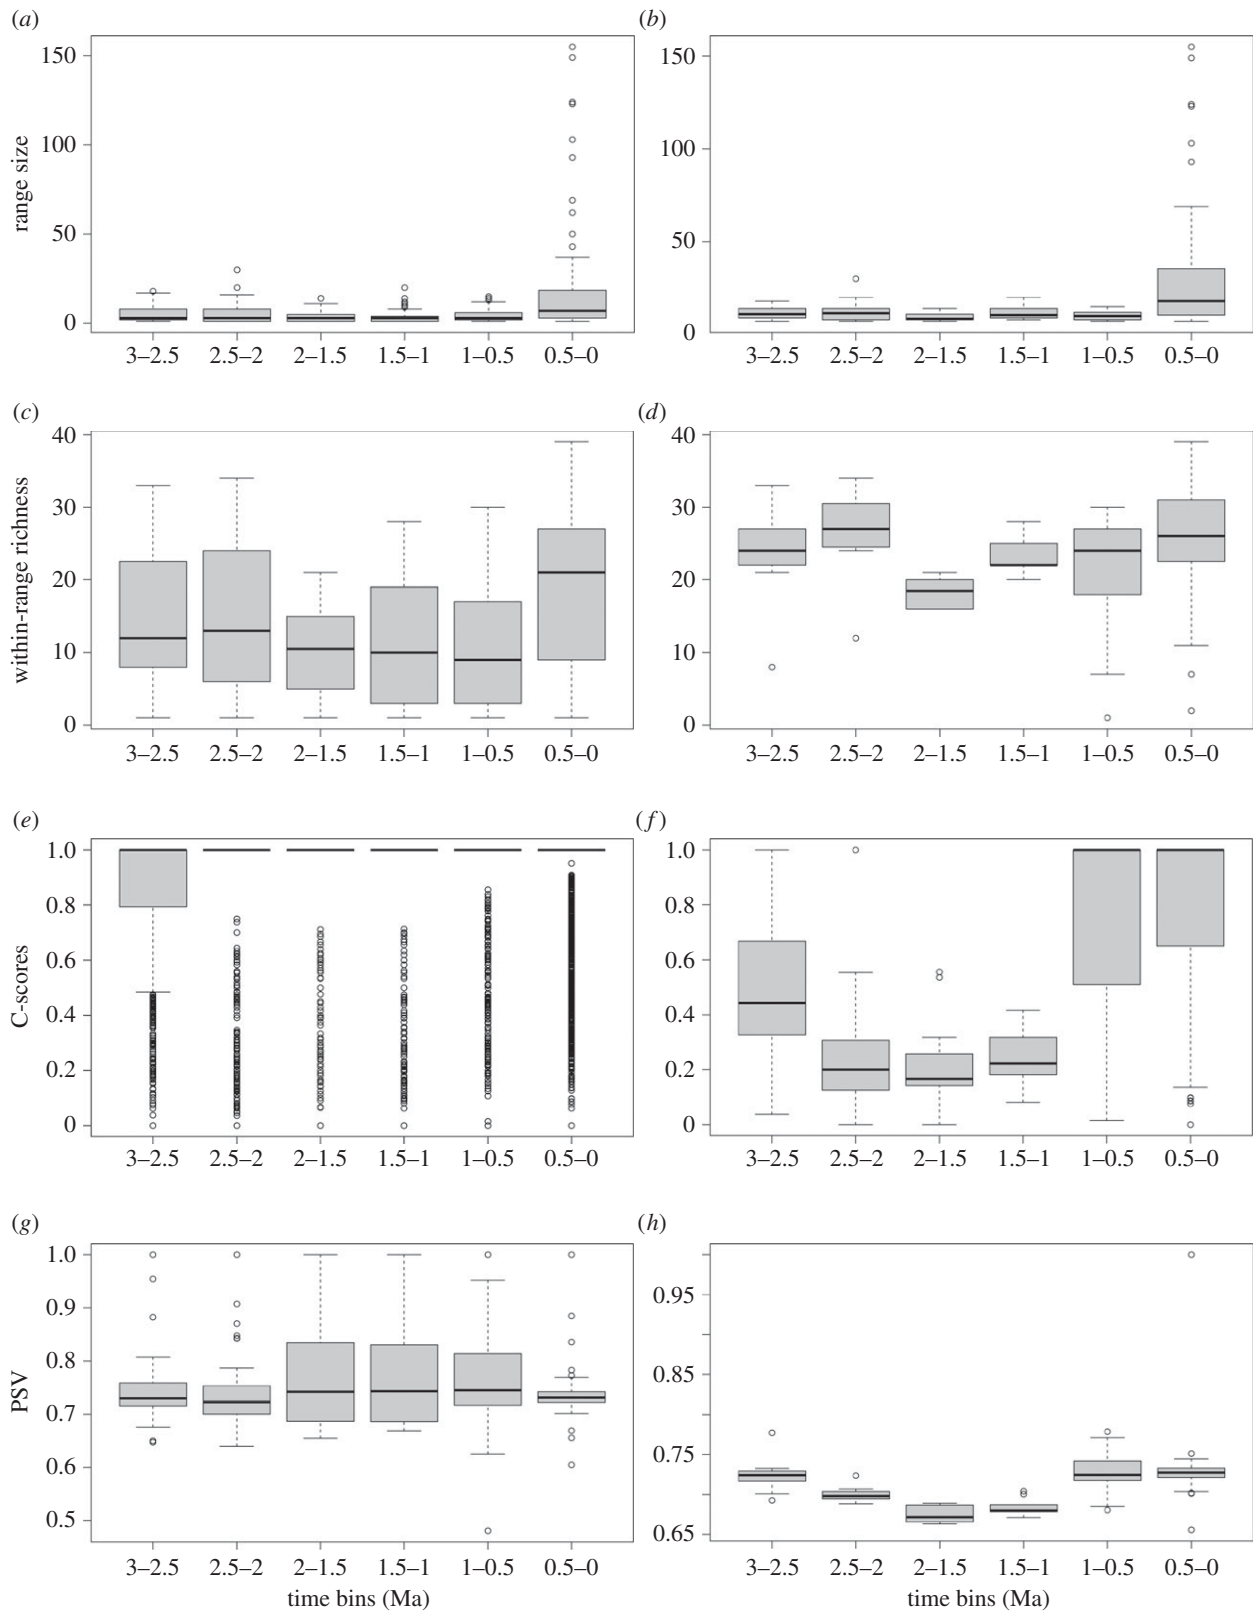 (a) (b)
150 150
100 100
range size
50 50
0 0
3–2.5 2.5–2 2–1.5 1.5–1 1–0.5 0.5–0 3–2.5 2.5–2 2–1.5 1.5–1 1–0.5 0.5–0
(c) (d)
40 40
30 30
within-range richness
20 20
10 10
0 0
3–2.5 2.5–2 2–1.5 1.5–1 1–0.5 0.5–0 3–2.5 2.5–2 2–1.5 1.5–1 1–0.5 0.5–0
(e) (f)
1.0 1.0
0.8 0.8
C-scores
0.6 0.6
0.4 0.4
0.2 0.2
0 0
3–2.5 2.5–2 2–1.5 1.5–1 1–0.5 0.5–0 3–2.5 2.5–2 2–1.5 1.5–1 1–0.5 0.5–0
(g) (h)
1.0
0.95
0.9
0.85
0.8
PSV
0.7
0.75
0.6
0.5
0.65
3–2.5 2.5–2 2–1.5 1.5–1 1–0.5 0.5–0 3–2.5 2.5–2 2–1.5 1.5–1 1–0.5 0.5–0
time bins (Ma) time bins (Ma)